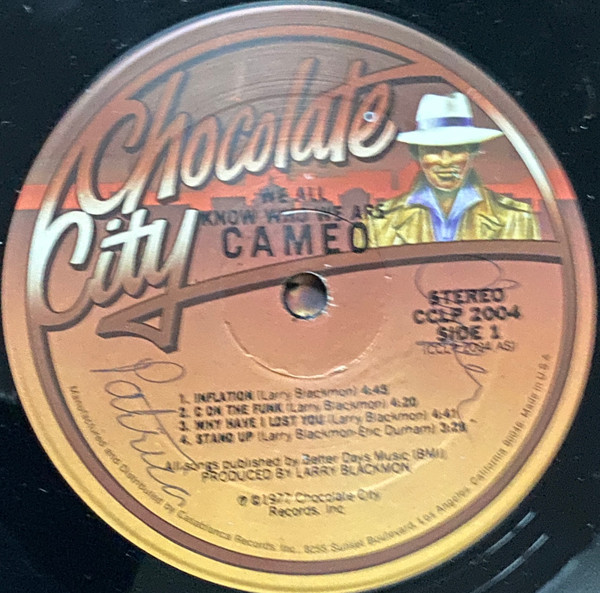 Chocolate
City
WE ALL
KNOW WHO WE ARE
CAMEO
STEREO
CCLP 2004
SIDE 1
(CCLP 2004 AS)
1. INFLATION (Larry Blackmon) 4:49
2. C ON THE FUNK (Larry Blackmon) 4:20
3. WHY HAVE I LOST YOU (Larry Blackmon) 4:41
4. STAND UP (Larry Blackmon-Eric Durham) 3:29
All songs published by Better Days Music (BMI)
PRODUCED BY LARRY BLACKMON
℗ © 1977 Chocolate City
Records, Inc.
Manufactured and Distributed by Casablanca Records, Inc., 8255 Sunset Boulevard, Los Angeles, California 90046. Made in U.S.A.